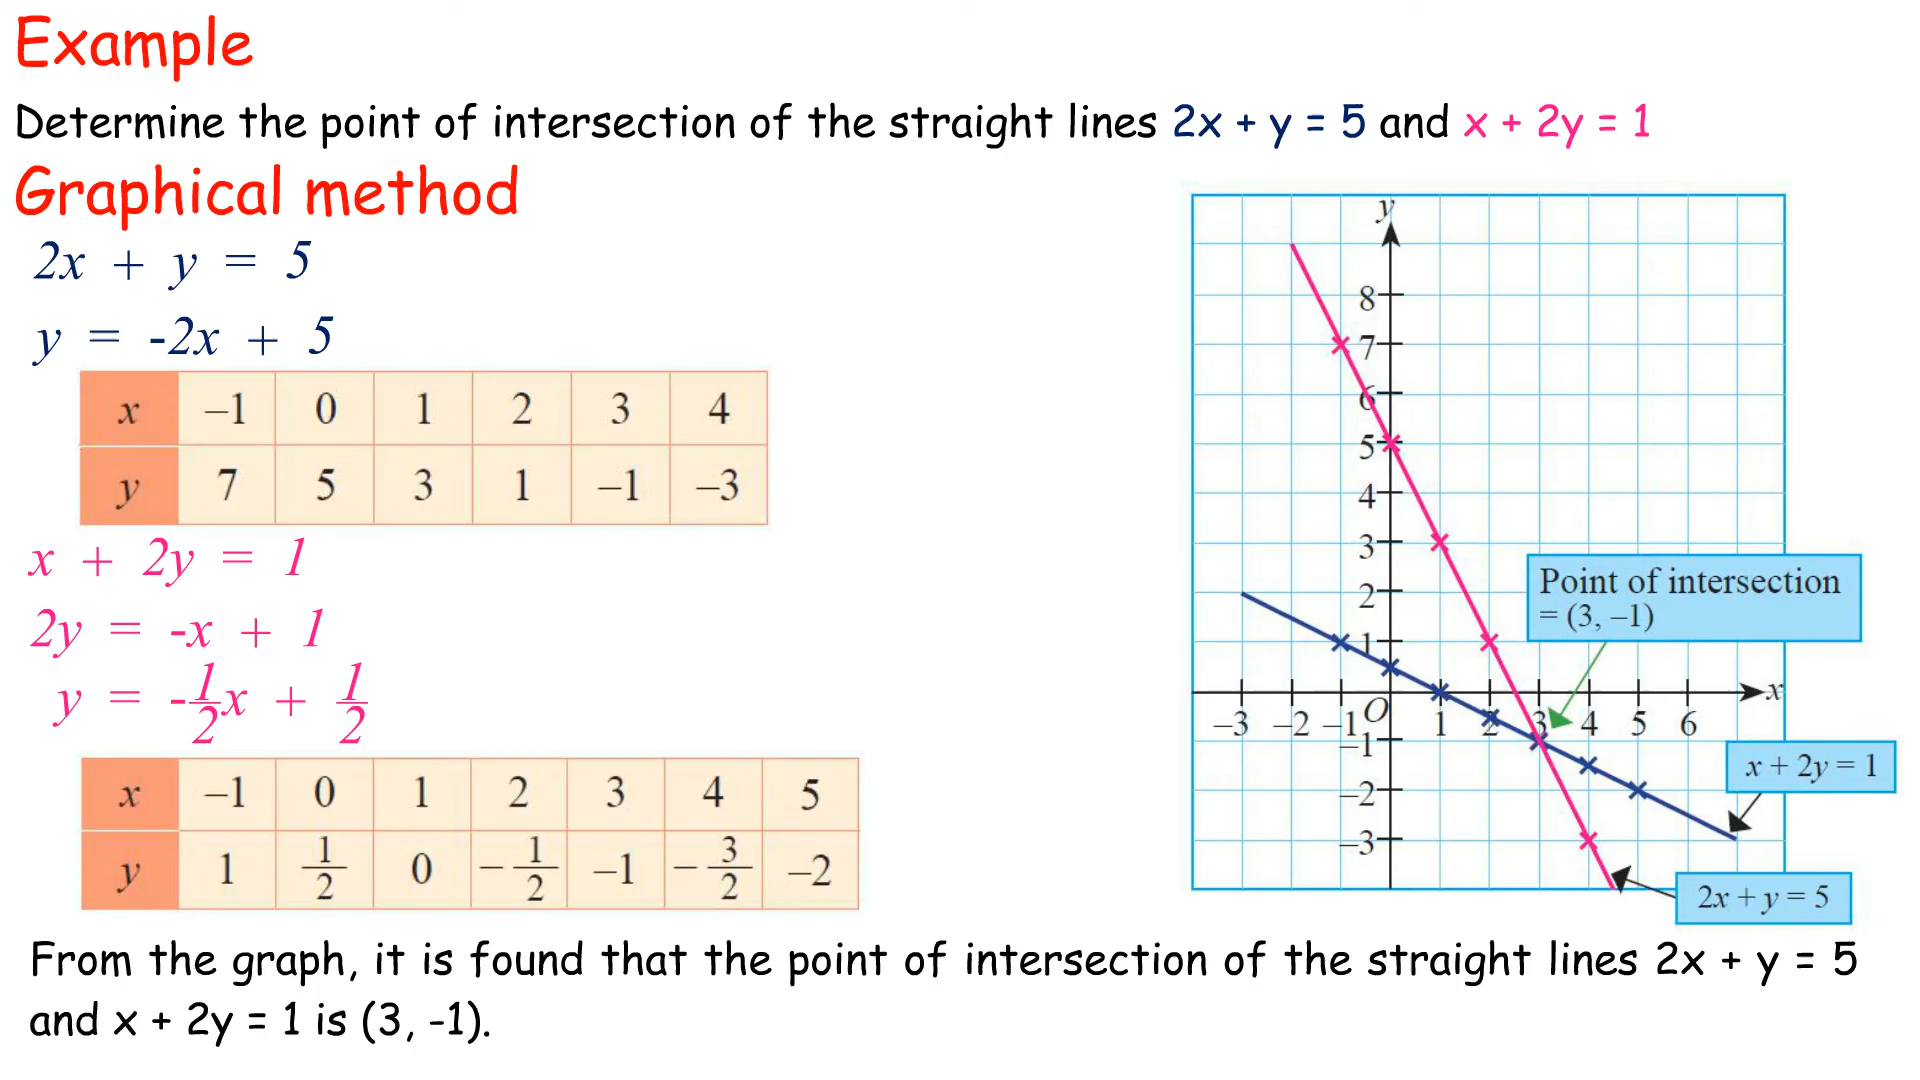 Example
Determine the point of intersection of the straight lines 2x + y = 5 and x + 2y = 1
Graphical method
2x + y = 5
y = -2x + 5
x –1 0 1 2 3 4
y 7 5 3 1 –1 –3
x + 2y = 1
2y = -x + 1
y = -1/2x + 1/2
x –1 0 1 2 3 4 5
y 1 1/2 0 –1/2 –1 –3/2 –2
y
8
7
6
5
4
3
2
1
Point of intersection
= (3, –1)
x
–3 –2 –1 O 1 2 3 4 5 6
–1
–2
–3
x + 2y = 1
2x + y = 5
From the graph, it is found that the point of intersection of the straight lines 2x + y = 5
and x + 2y = 1 is (3, -1).